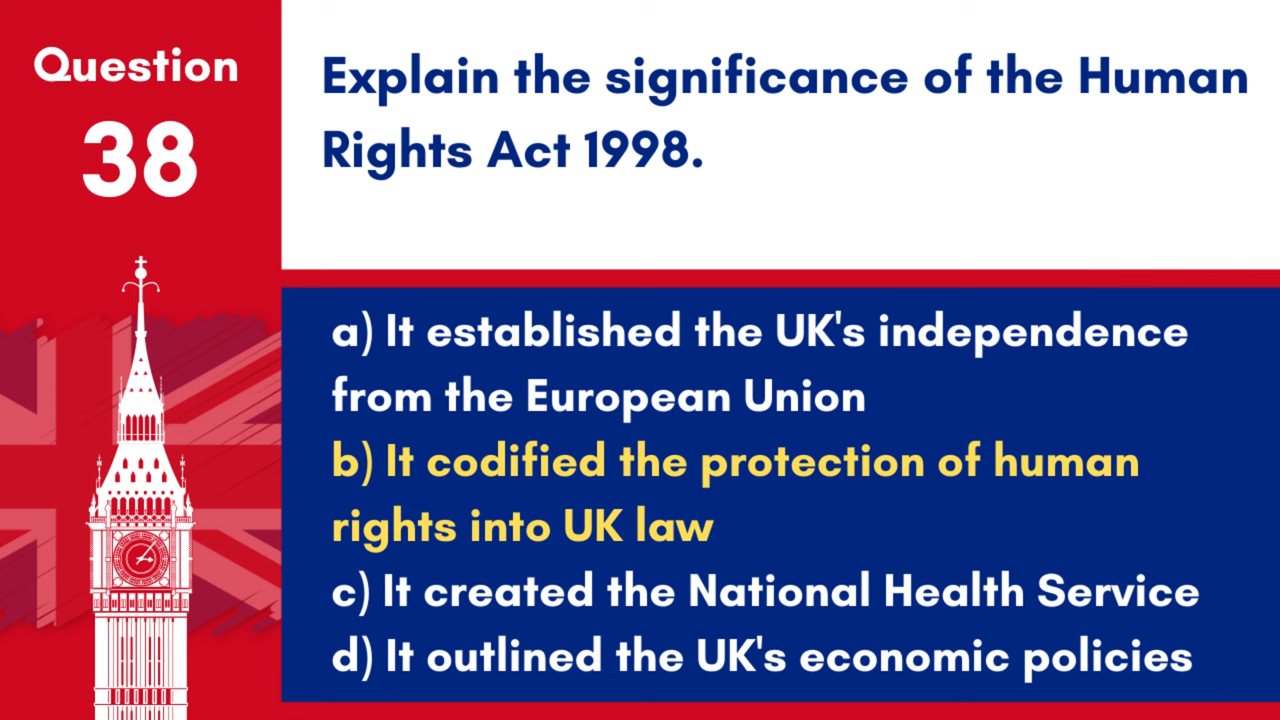 Question
38
Explain the significance of the Human
Rights Act 1998.
a) It established the UK's independence
from the European Union
b) It codified the protection of human
rights into UK law
c) It created the National Health Service
d) It outlined the UK's economic policies